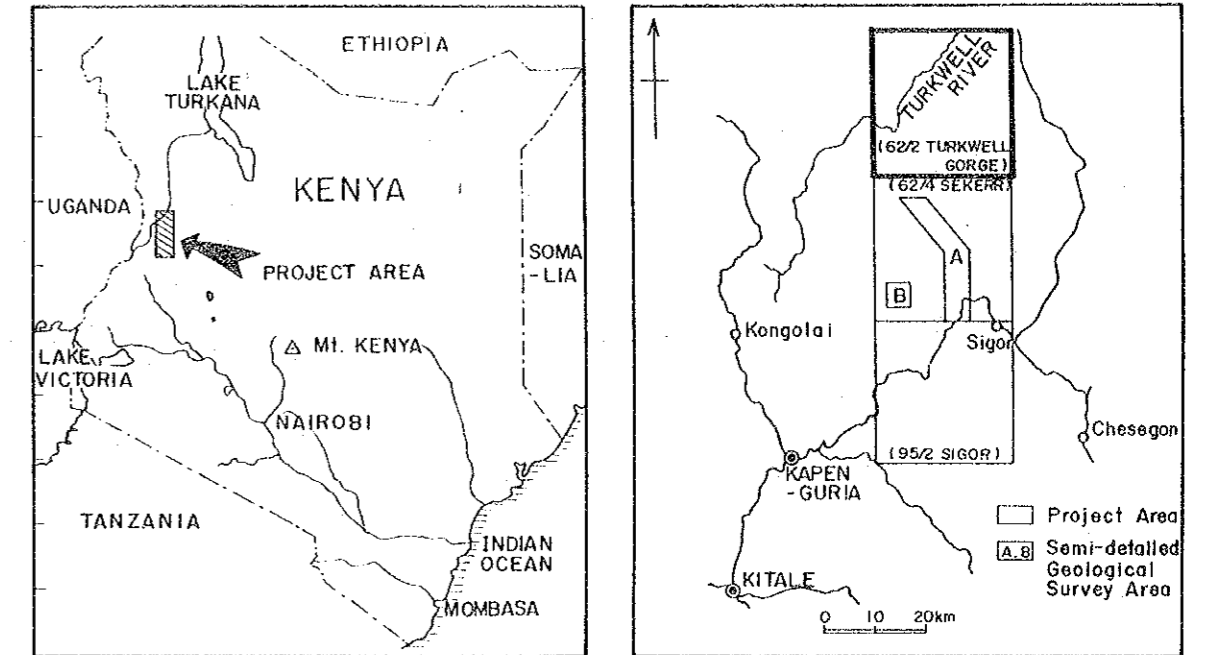 ETHIOPIA
LAKE
TURKANA
KENYA
UGANDA
SOMA
-LIA
PROJECT AREA
Mt. KENYA
LAKE
VICTORIA
NAIROBI
TANZANIA
INDIAN
OCEAN
MOMBASA
TURKWELL
RIVER
(62/2 TURKWELL
GORGE)
(62/4 SEKERR)
A
B
Kongolai
Sigor
Chesegon
(95/2 SIGOR)
KAPEN
-GURIA
Project Area
A.B Semi-detailed
Geological
Survey Area
KITALE
0 10 20km